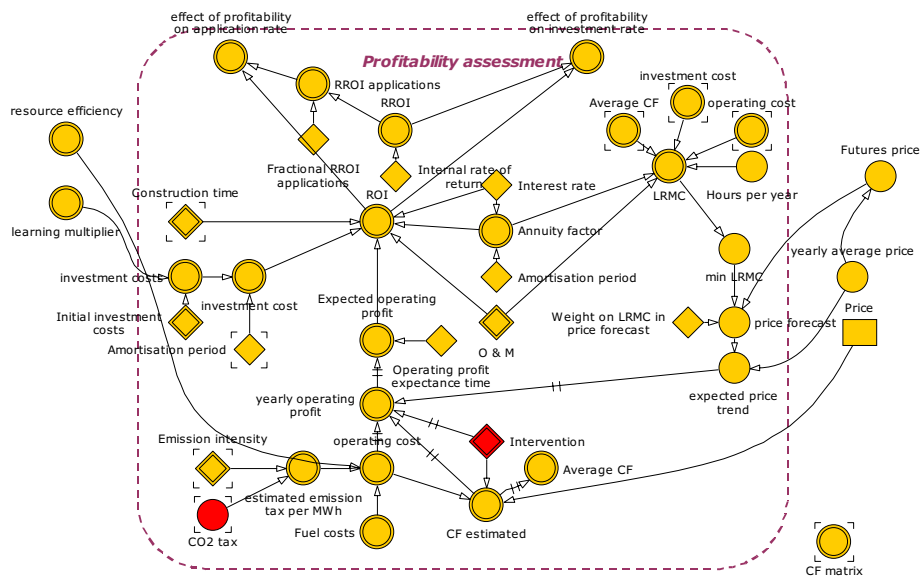 effect of profitability
on application rate
effect of profitability
on investment rate
Profitability assessment
RROI applications
RROI
investment cost
Average CF
operating cost
resource efficiency
Futures price
Fractional RROI
applications
Internal rate of
return
Interest rate
LRMC
Hours per year
Construction time
ROI
learning multiplier
Annuity factor
yearly average price
min LRMC
investment costs
investment cost
Amortisation period
Expected operating
profit
Price
Initial investment
costs
Weight on LRMC in
price forecast
price forecast
Amortisation period
O & M
Operating profit
expectance time
expected price
trend
yearly operating
profit
operating cost
Intervention
Emission intensity
Average CF
estimated emission
tax per MWh
CO2 tax
Fuel costs
CF estimated
CF matrix